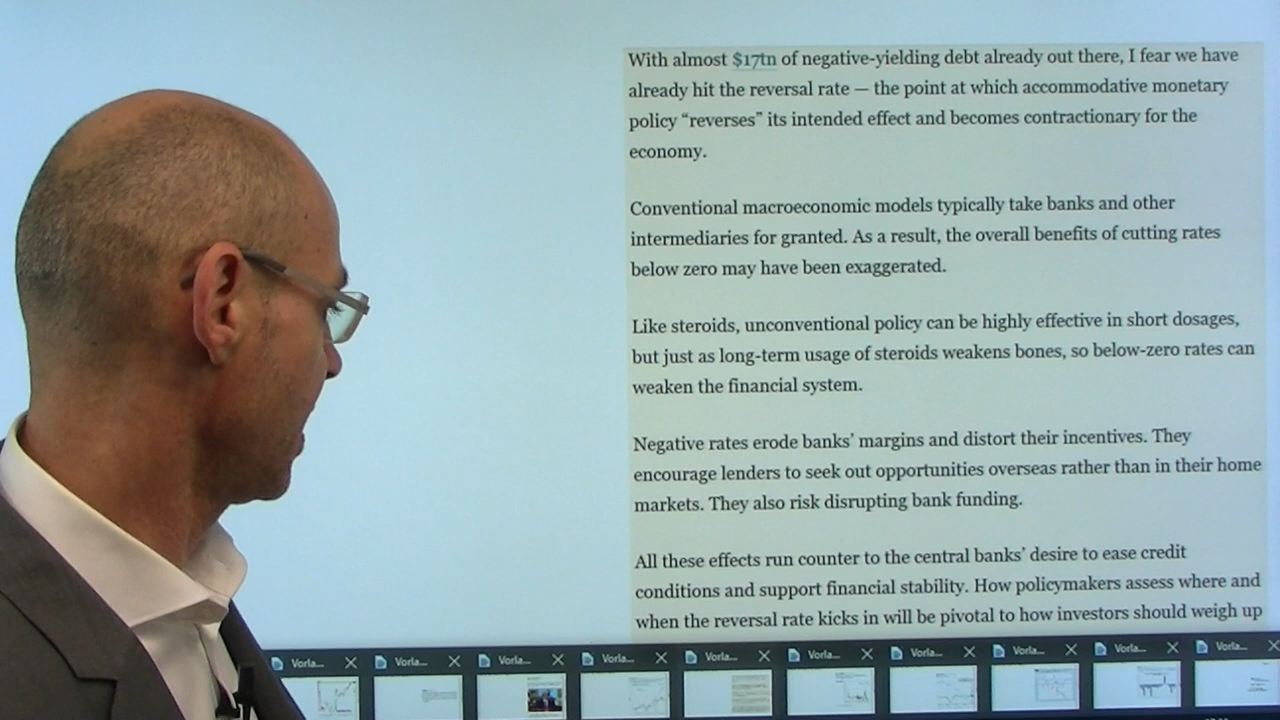 With almost $17tn of negative-yielding debt already out there, I fear we have
already hit the reversal rate — the point at which accommodative monetary
policy “reverses” its intended effect and becomes contractionary for the
economy.
Conventional macroeconomic models typically take banks and other
intermediaries for granted. As a result, the overall benefits of cutting rates
below zero may have been exaggerated.
Like steroids, unconventional policy can be highly effective in short dosages,
but just as long-term usage of steroids weakens bones, so below-zero rates can
weaken the financial system.
Negative rates erode banks’ margins and distort their incentives. They
encourage lenders to seek out opportunities overseas rather than in their home
markets. They also risk disrupting bank funding.
All these effects run counter to the central banks’ desire to ease credit
conditions and support financial stability. How policymakers assess where and
when the reversal rate kicks in will be pivotal to how investors should weigh up
Vorla... Vorla... Vorla... Vorla... Vorla... Vorla... Vorla... Vorla... Vorla... Vorla...